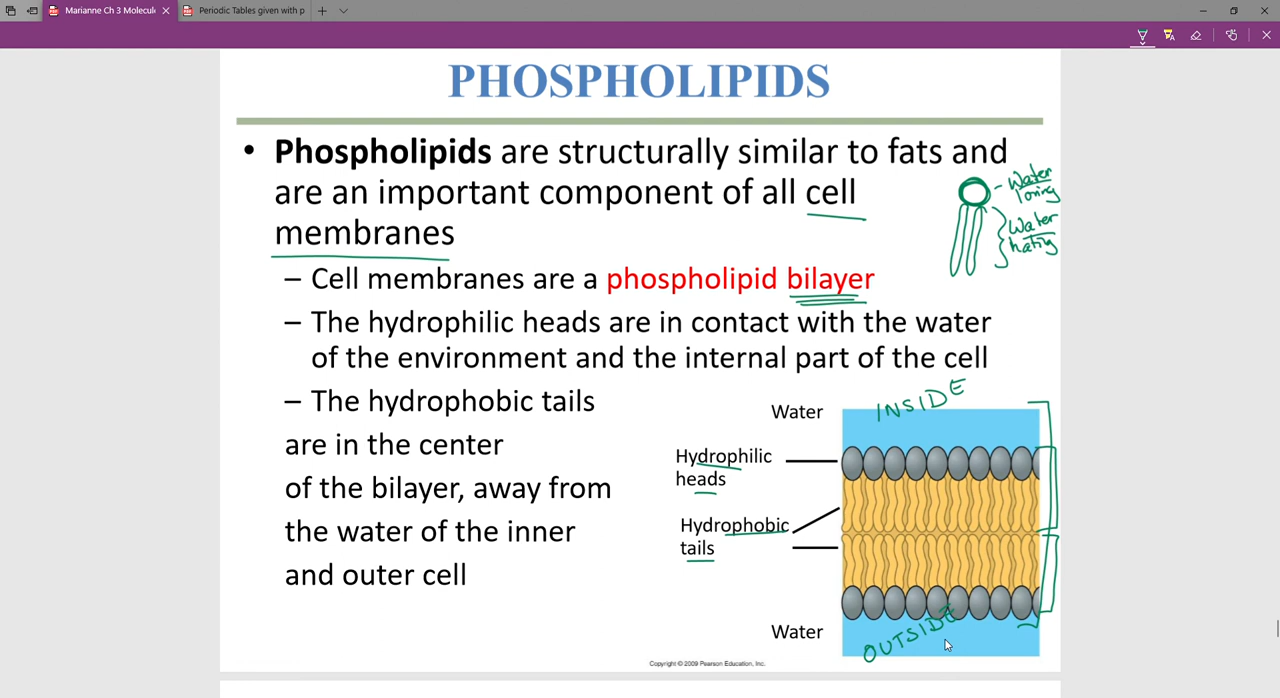 Marianne Ch 3 Molecul
Periodic Tables given with p
PHOSPHOLIPIDS
• Phospholipids are structurally similar to fats and
are an important component of all cell
membranes
Water
loving
Water
hating
– Cell membranes are a phospholipid bilayer
– The hydrophilic heads are in contact with the water
of the environment and the internal part of the cell
– The hydrophobic tails
are in the center
of the bilayer, away from
the water of the inner
and outer cell
Water
INSIDE
Hydrophilic
heads
Hydrophobic
tails
Water
OUTSIDE
Copyright © 2009 Pearson Education, Inc.